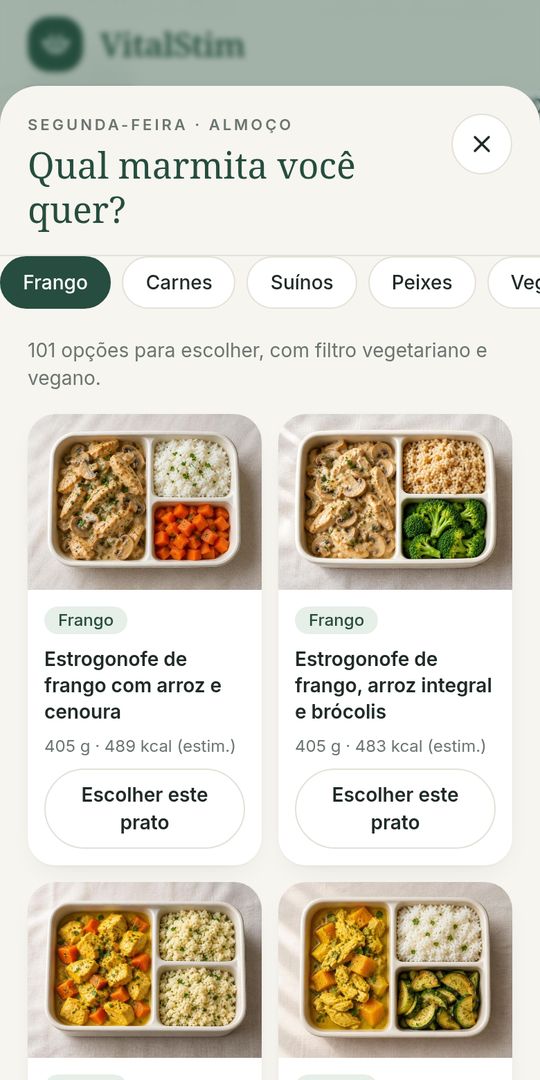 VitalStim
SEGUNDA-FEIRA · ALMOÇO
Qual marmita você
quer?
Frango
Carnes
Suínos
Peixes
101 opções para escolher, com filtro vegetariano e
vegano.
Frango
Estrogonofe de
frango com arroz e
cenoura
405 g · 489 kcal (estim.)
Escolher este
prato
Frango
Estrogonofe de
frango, arroz integral
e brócolis
405 g · 483 kcal (estim.)
Escolher este
prato